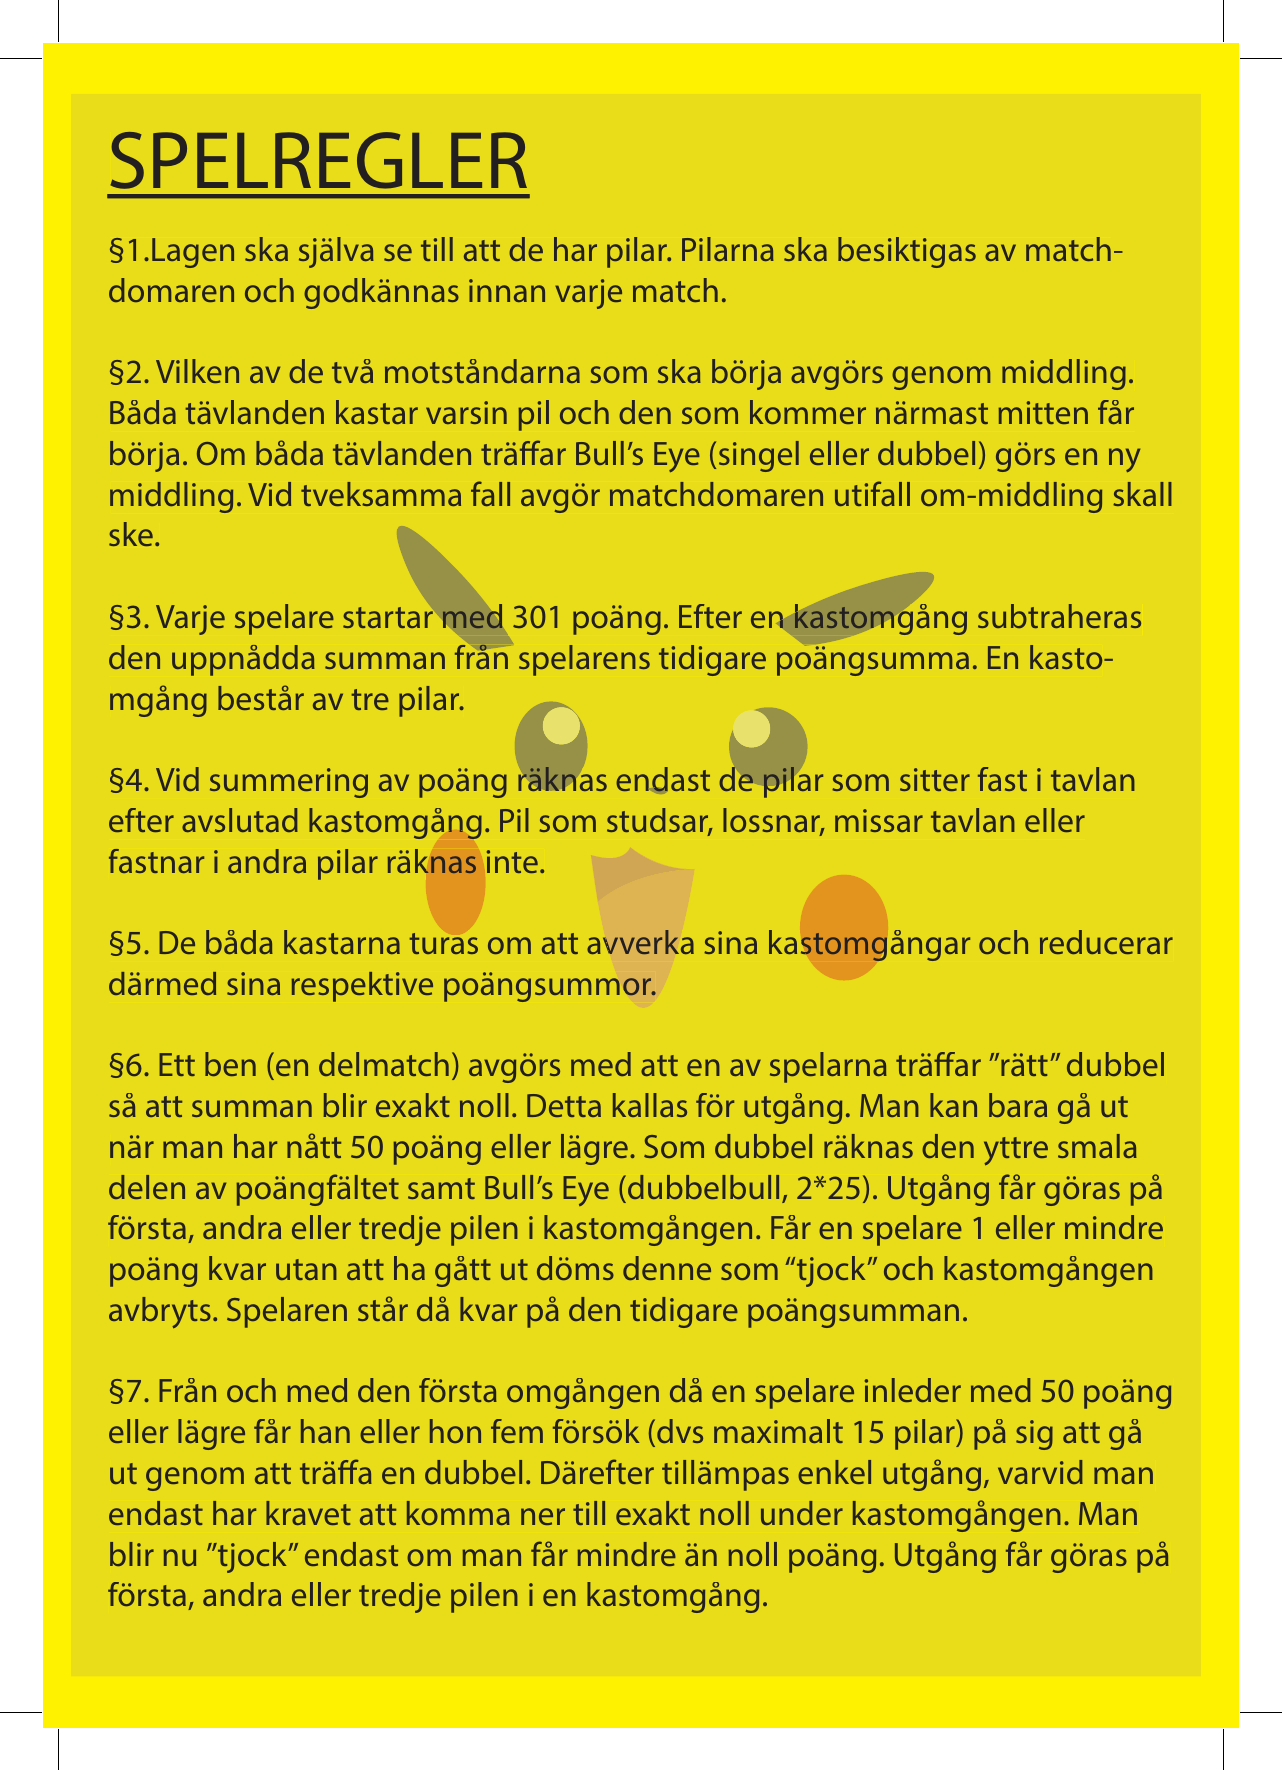 SPELREGLER
§1.Lagen ska själva se till att de har pilar. Pilarna ska besiktigas av match-
domaren och godkännas innan varje match.
§2. Vilken av de två motståndarna som ska börja avgörs genom middling.
Båda tävlanden kastar varsin pil och den som kommer närmast mitten får
börja. Om båda tävlanden träffar Bull’s Eye (singel eller dubbel) görs en ny
middling. Vid tveksamma fall avgör matchdomaren utifall om-middling skall
ske.
§3. Varje spelare startar med 301 poäng. Efter en kastomgång subtraheras
den uppnådda summan från spelarens tidigare poängsumma. En kasto-
mgång består av tre pilar.
§4. Vid summering av poäng räknas endast de pilar som sitter fast i tavlan
efter avslutad kastomgång. Pil som studsar, lossnar, missar tavlan eller
fastnar i andra pilar räknas inte.
§5. De båda kastarna turas om att avverka sina kastomgångar och reducerar
därmed sina respektive poängsummor.
§6. Ett ben (en delmatch) avgörs med att en av spelarna träffar ”rätt” dubbel
så att summan blir exakt noll. Detta kallas för utgång. Man kan bara gå ut
när man har nått 50 poäng eller lägre. Som dubbel räknas den yttre smala
delen av poängfältet samt Bull’s Eye (dubbelbull, 2*25). Utgång får göras på
första, andra eller tredje pilen i kastomgången. Får en spelare 1 eller mindre
poäng kvar utan att ha gått ut döms denne som “tjock” och kastomgången
avbryts. Spelaren står då kvar på den tidigare poängsumman.
§7. Från och med den första omgången då en spelare inleder med 50 poäng
eller lägre får han eller hon fem försök (dvs maximalt 15 pilar) på sig att gå
ut genom att träffa en dubbel. Därefter tillämpas enkel utgång, varvid man
endast har kravet att komma ner till exakt noll under kastomgången. Man
blir nu ”tjock” endast om man får mindre än noll poäng. Utgång får göras på
första, andra eller tredje pilen i en kastomgång.